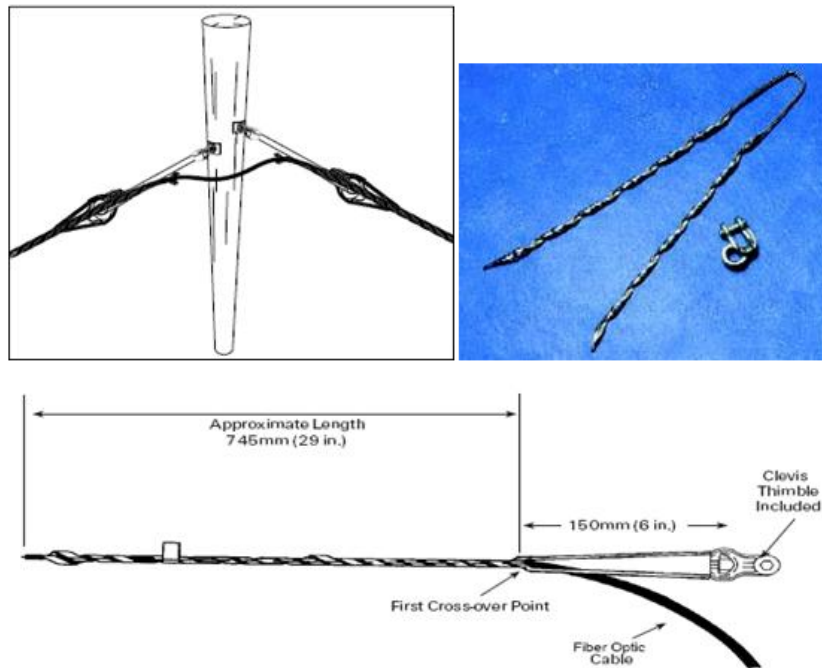 Approximate Length
745mm (29 in.)
Clevis
Thimble
Included
150mm (6 in.)
First Cross-over Point
Fiber Optic
Cable